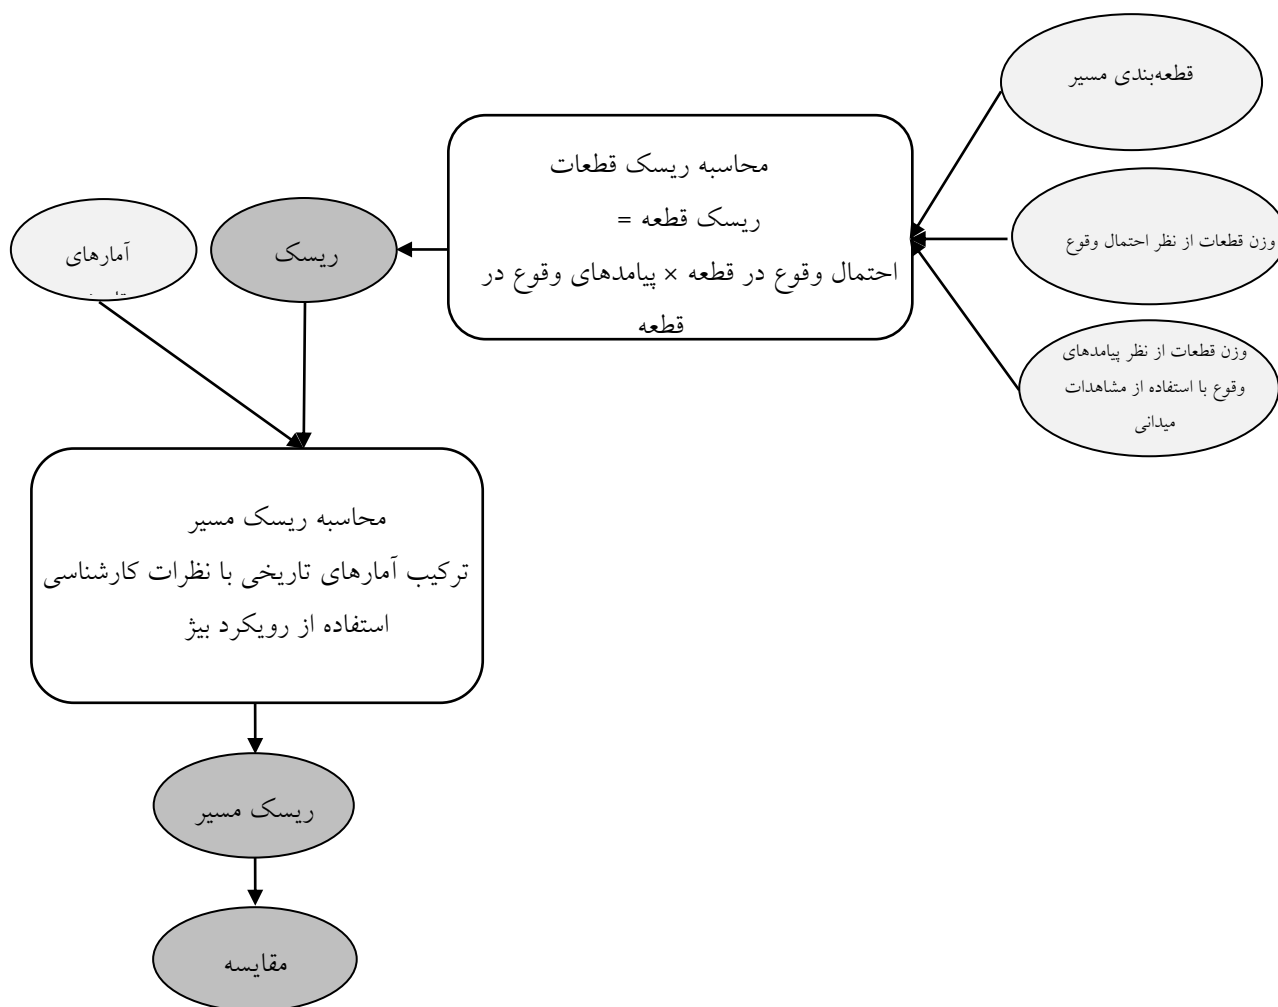 قطعه‌بندی مسیر
وزن قطعات از نظر احتمال وقوع
وزن قطعات از نظر پیامدهای
وقوع با استفاده از مشاهدات
میدانی
محاسبه ریسک قطعات
ریسک قطعه =
احتمال وقوع در قطعه × پیامدهای وقوع در
قطعه
ریسک
آمارهای
محاسبه ریسک مسیر
ترکیب آمارهای تاریخی با نظرات کارشناسی
استفاده از رویکرد بیژ
ریسک مسیر
مقایسه